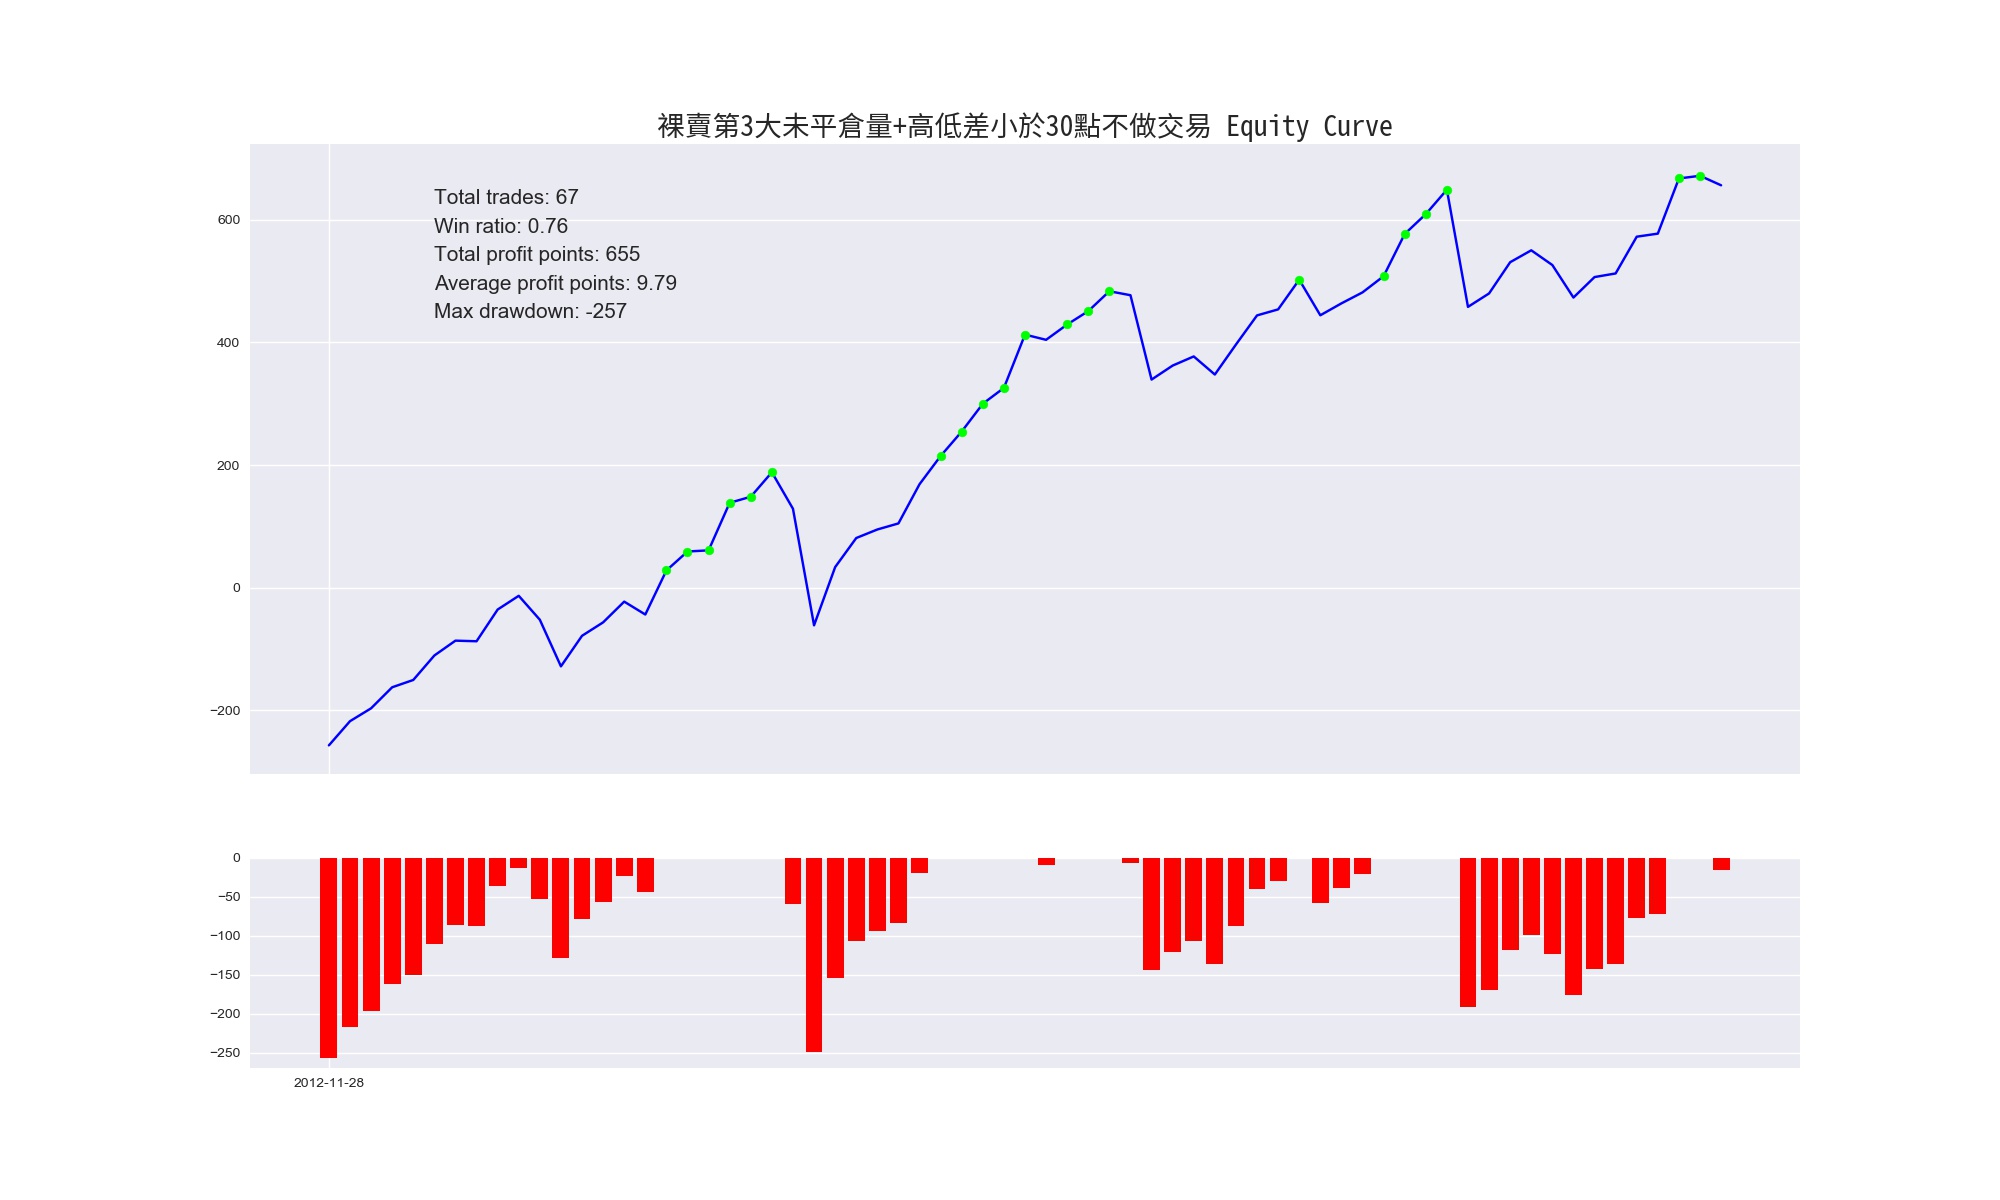 裸賣第3大未平倉量+高低差小於30點不做交易 Equity Curve
Total trades: 67
Win ratio: 0.76
Total profit points: 655
Average profit points: 9.79
Max drawdown: -257
600
400
200
0
−200
0
−50
−100
−150
−200
−250
2012-11-28